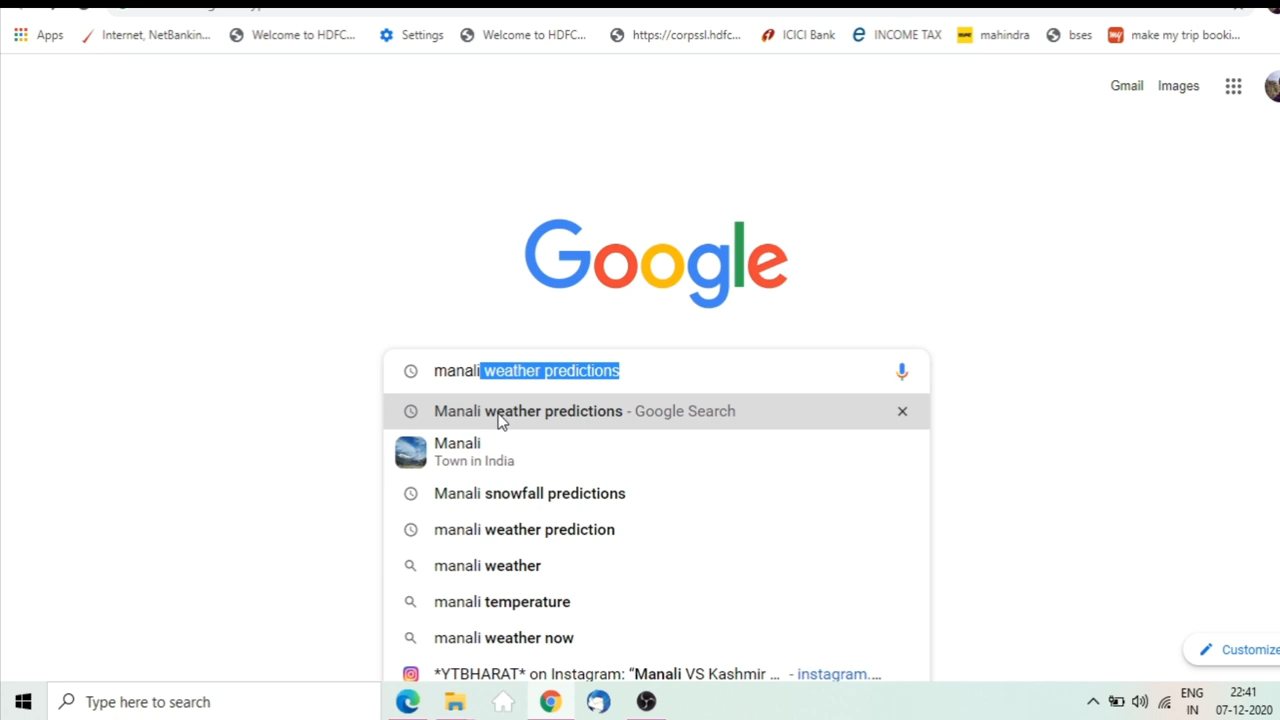 Apps
Internet, NetBankin...
Welcome to HDFC...
Settings
Welcome to HDFC...
https://corpssl.hdfc...
ICICI Bank
INCOME TAX
mahindra
bses
make my trip booki...
Gmail
Images
Google
manali weather predictions
Manali weather predictions - Google Search
Manali
Town in India
Manali snowfall predictions
manali weather prediction
manali weather
manali temperature
manali weather now
*YTBHARAT* on Instagram: “Manali VS Kashmir ... - instagram....
Customize
Type here to search
ENG
IN
22:41
07-12-2020